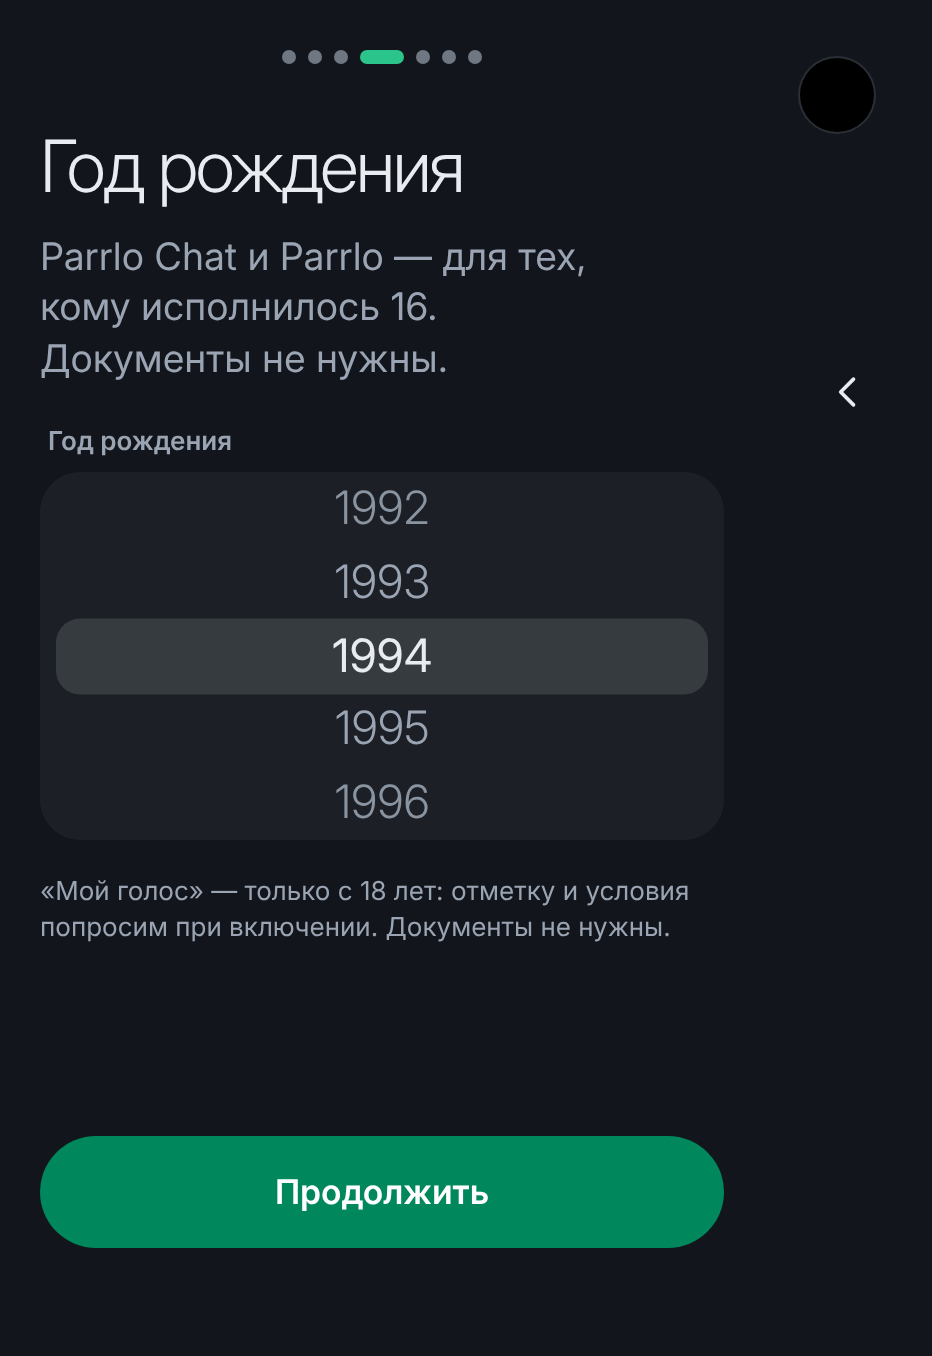 Год рождения
Parrlo Chat и Parrlo — для тех,
кому исполнилось 16.
Документы не нужны.
Год рождения
1992
1993
1994
1995
1996
«Мой голос» — только с 18 лет: отметку и условия
попросим при включении. Документы не нужны.
Продолжить